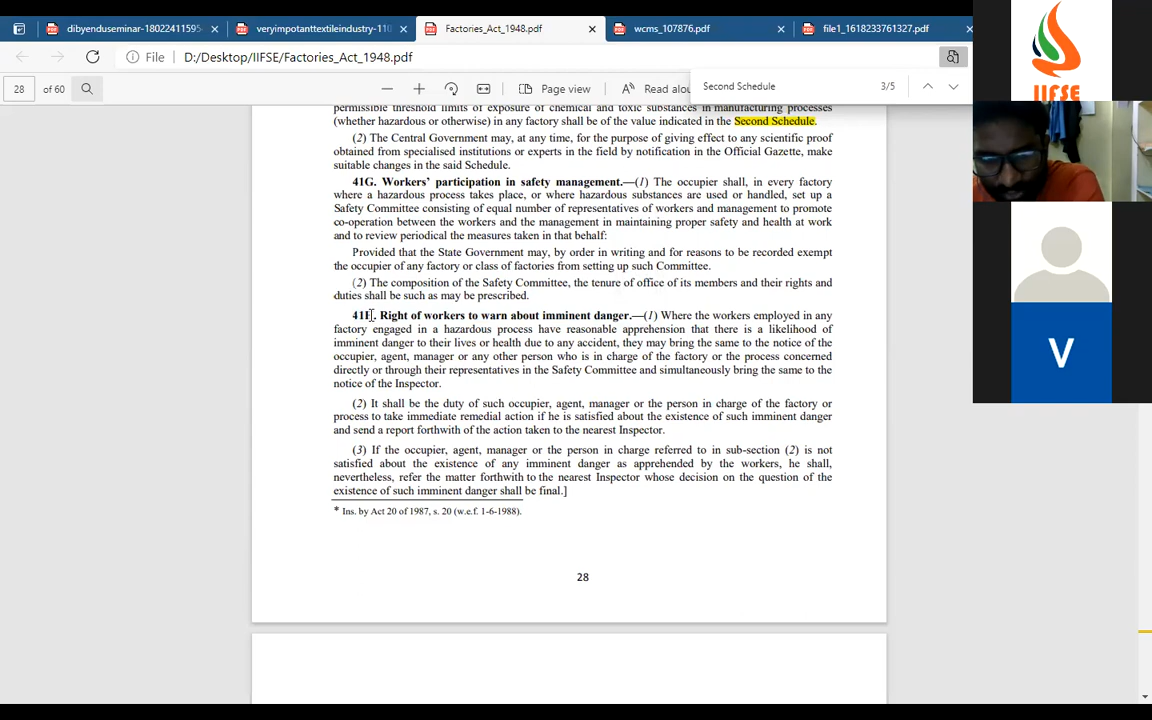 dibyenduseminar-18022411595
veryimpotanttextileindustry-110
Factories_Act_1948.pdf
wcms_107876.pdf
file1_1618233761327.pdf
File
D:/Desktop/IIFSE/Factories_Act_1948.pdf
28 of 60
Page view
Read alou
Second Schedule
3/5
IIFSE
permissible threshold limits of exposure of chemical and toxic substances in manufacturing processes
(whether hazardous or otherwise) in any factory shall be of the value indicated in the Second Schedule.
(2) The Central Government may, at any time, for the purpose of giving effect to any scientific proof
obtained from specialised institutions or experts in the field by notification in the Official Gazette, make
suitable changes in the said Schedule.
41G. Workers' participation in safety management.—(1) The occupier shall, in every factory
where a hazardous process takes place, or where hazardous substances are used or handled, set up a
Safety Committee consisting of equal number of representatives of workers and management to promote
co-operation between the workers and the management in maintaining proper safety and health at work
and to review periodical the measures taken in that behalf:
Provided that the State Government may, by order in writing and for reasons to be recorded exempt
the occupier of any factory or class of factories from setting up such Committee.
(2) The composition of the Safety Committee, the tenure of office of its members and their rights and
duties shall be such as may be prescribed.
41H. Right of workers to warn about imminent danger.—(1) Where the workers employed in any
factory engaged in a hazardous process have reasonable apprehension that there is a likelihood of
imminent danger to their lives or health due to any accident, they may bring the same to the notice of the
occupier, agent, manager or any other person who is in charge of the factory or the process concerned
directly or through their representatives in the Safety Committee and simultaneously bring the same to the
notice of the Inspector.
(2) It shall be the duty of such occupier, agent, manager or the person in charge of the factory or
process to take immediate remedial action if he is satisfied about the existence of such imminent danger
and send a report forthwith of the action taken to the nearest Inspector.
(3) If the occupier, agent, manager or the person in charge referred to in sub-section (2) is not
satisfied about the existence of any imminent danger as apprehended by the workers, he shall,
nevertheless, refer the matter forthwith to the nearest Inspector whose decision on the question of the
existence of such imminent danger shall be final.]
* Ins. by Act 20 of 1987, s. 20 (w.e.f. 1-6-1988).
28
V